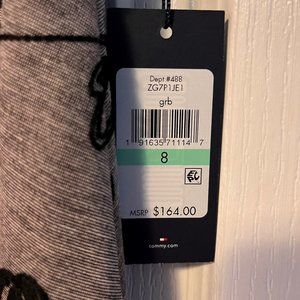 Dept #488
ZG7P1JE1
grb
1 91635 71114 7
8
MSRP $164.00
tommy.com